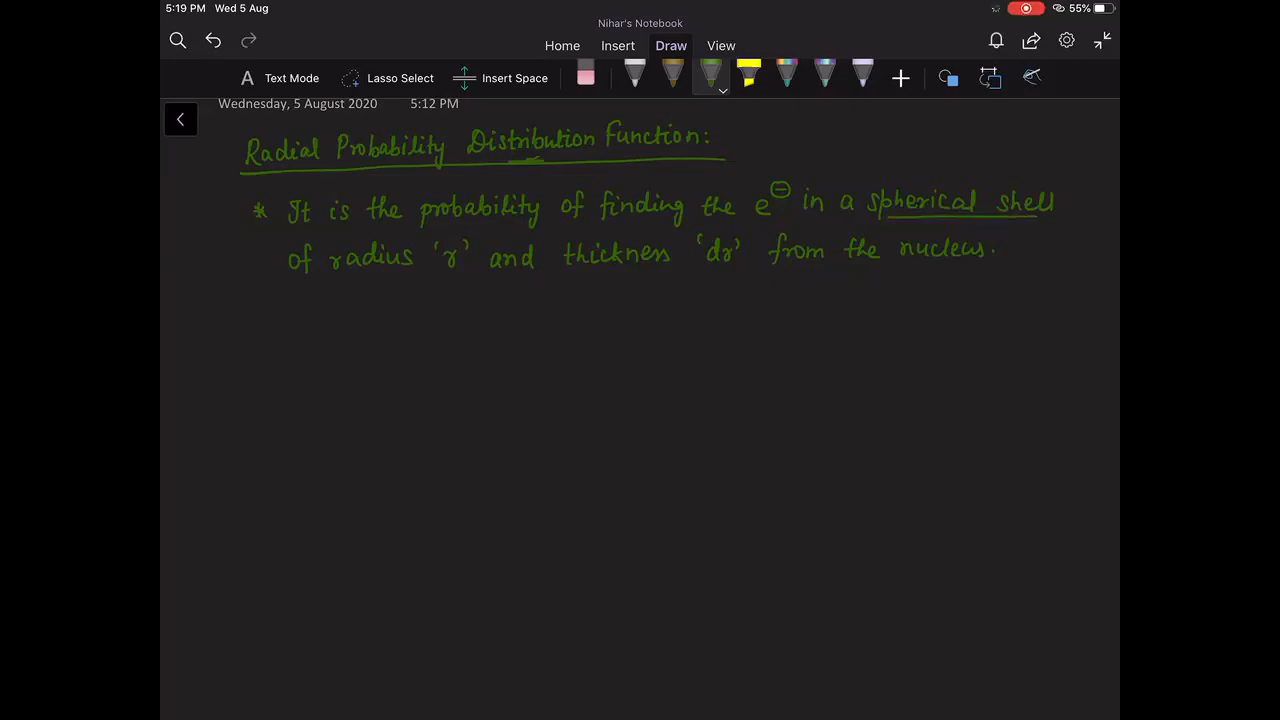 5:19 PM Wed 5 Aug
55%
Nihar's Notebook
Home Insert Draw View
Text Mode Lasso Select Insert Space
Wednesday, 5 August 2020 5:12 PM
Radial Probability Distribution Function:
* It is the probability of finding the e⊖ in a spherical shell
of radius 'r' and thickness 'dr' from the nucleus.